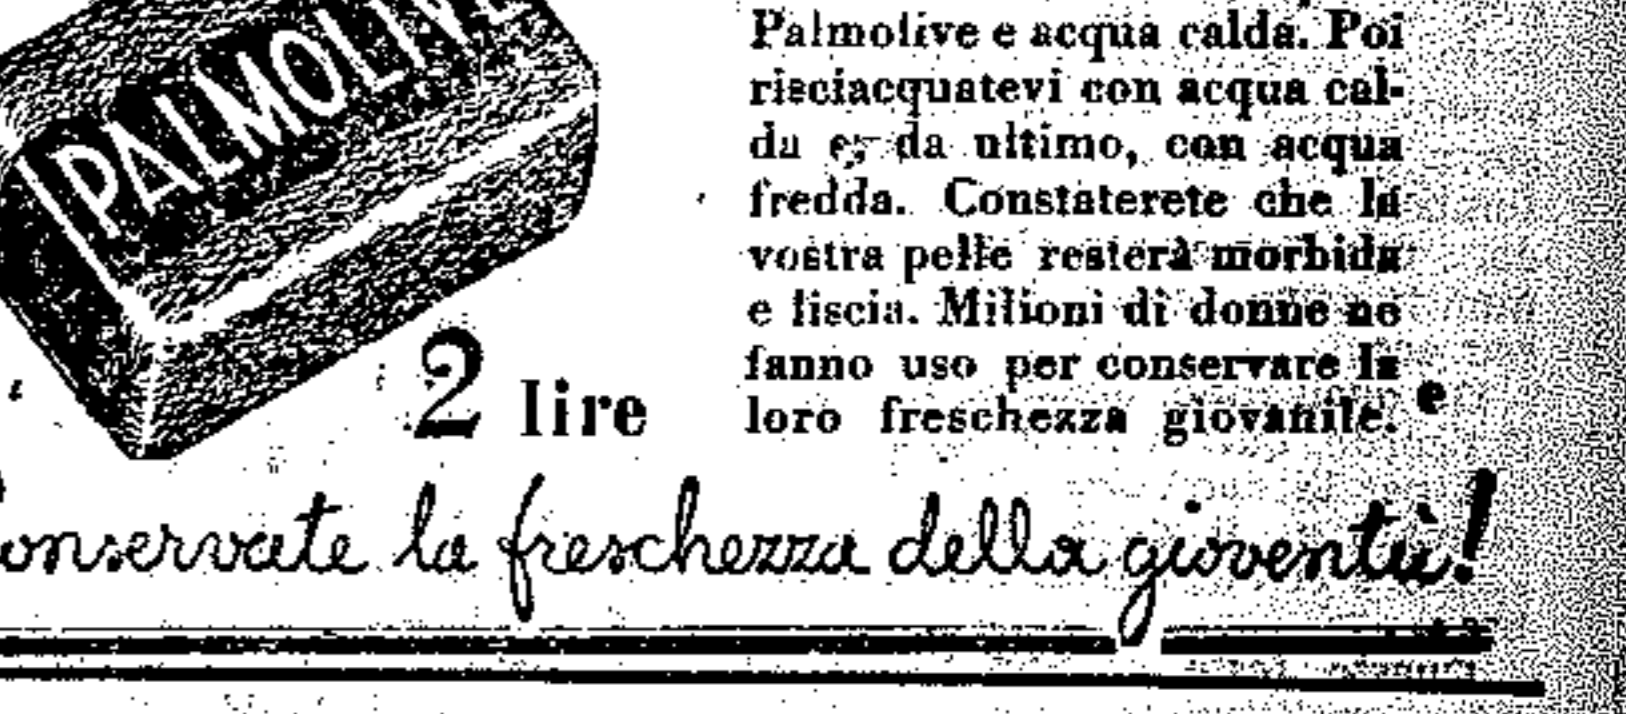 PALMOLIVE
Palmolive e acqua calda. Poi
risciacquatevi con acqua cal-
da e, da ultimo, con acqua
fredda. Constaterete che la
vostra pelle resterà morbida
e liscia. Milioni di donne ne
fanno uso per conservare la
loro freschezza giovanile.
2 lire
onservate la freschezza della gioventù!